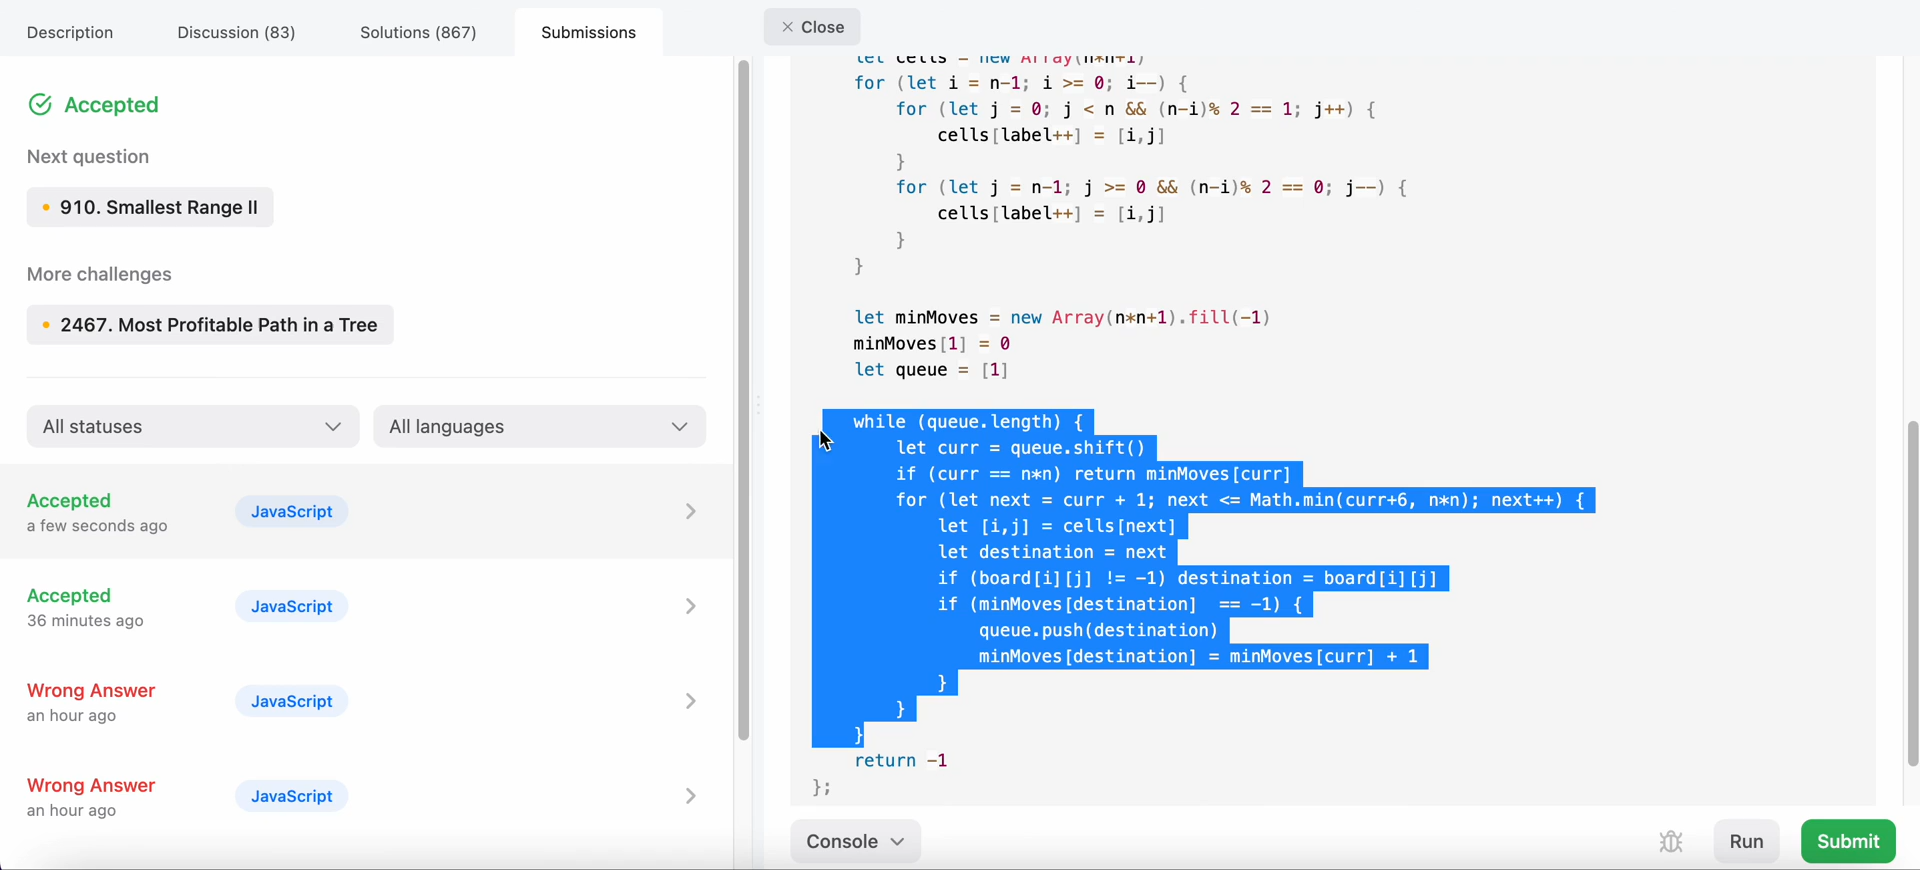 Description
Discussion (83)
Solutions (867)
Submissions
Close
Accepted
Next question
910. Smallest Range II
More challenges
2467. Most Profitable Path in a Tree
All statuses
All languages
Accepted
a few seconds ago
JavaScript
Accepted
36 minutes ago
JavaScript
Wrong Answer
an hour ago
JavaScript
Wrong Answer
an hour ago
JavaScript
let cells = new Array(n*n+1)
for (let i = n-1; i >= 0; i--) {
for (let j = 0; j < n && (n-i)% 2 == 1; j++) {
cells[label++] = [i,j]
}
for (let j = n-1; j >= 0 && (n-i)% 2 == 0; j--) {
cells[label++] = [i,j]
}
}
let minMoves = new Array(n*n+1).fill(-1)
minMoves[1] = 0
let queue = [1]
while (queue.length) {
let curr = queue.shift()
if (curr == n*n) return minMoves[curr]
for (let next = curr + 1; next <= Math.min(curr+6, n*n); next++) {
let [i,j] = cells[next]
let destination = next
if (board[i][j] != -1) destination = board[i][j]
if (minMoves[destination]  == -1) {
queue.push(destination)
minMoves[destination] = minMoves[curr] + 1
}
}
}
return -1
};
Console
Run
Submit